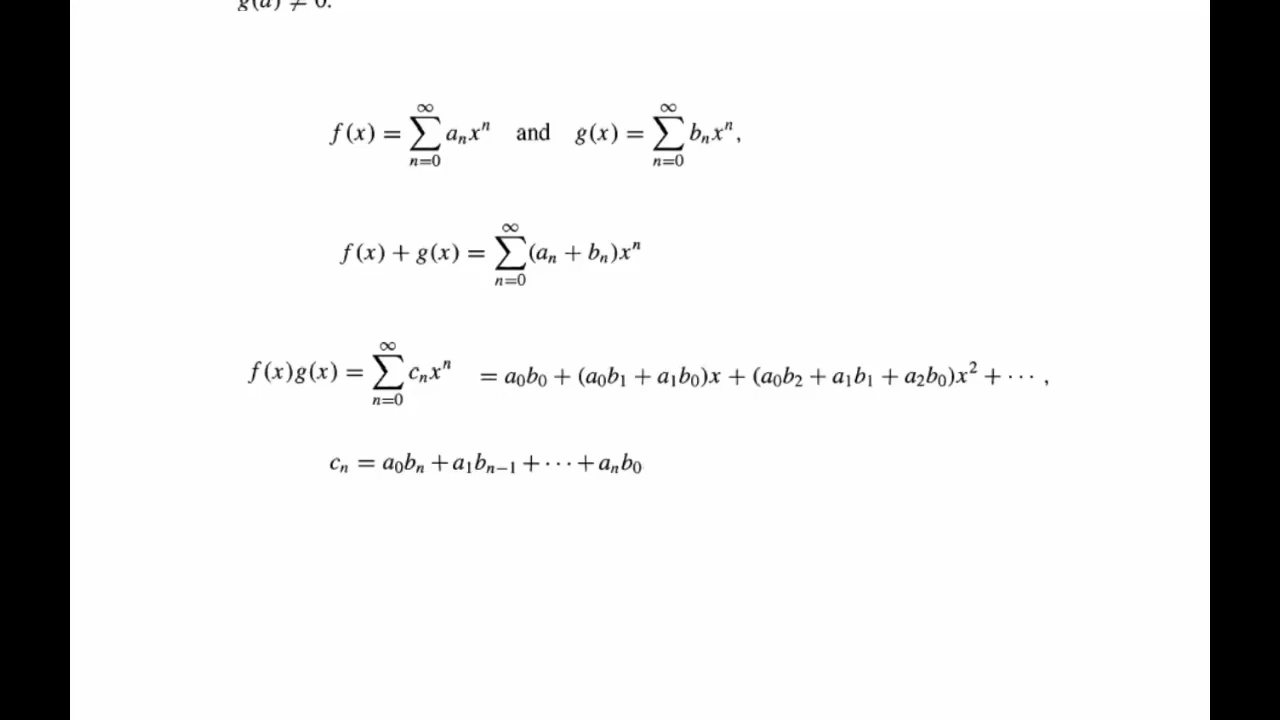 g(a) ≠ 0.
f(x) = ∑_{n=0}^{∞} a_n x^n and g(x) = ∑_{n=0}^{∞} b_n x^n,
f(x) + g(x) = ∑_{n=0}^{∞} (a_n + b_n)x^n
f(x)g(x) = ∑_{n=0}^{∞} c_n x^n = a_0b_0 + (a_0b_1 + a_1b_0)x + (a_0b_2 + a_1b_1 + a_2b_0)x^2 + ··· ,
c_n = a_0b_n + a_1b_{n−1} + ··· + a_nb_0